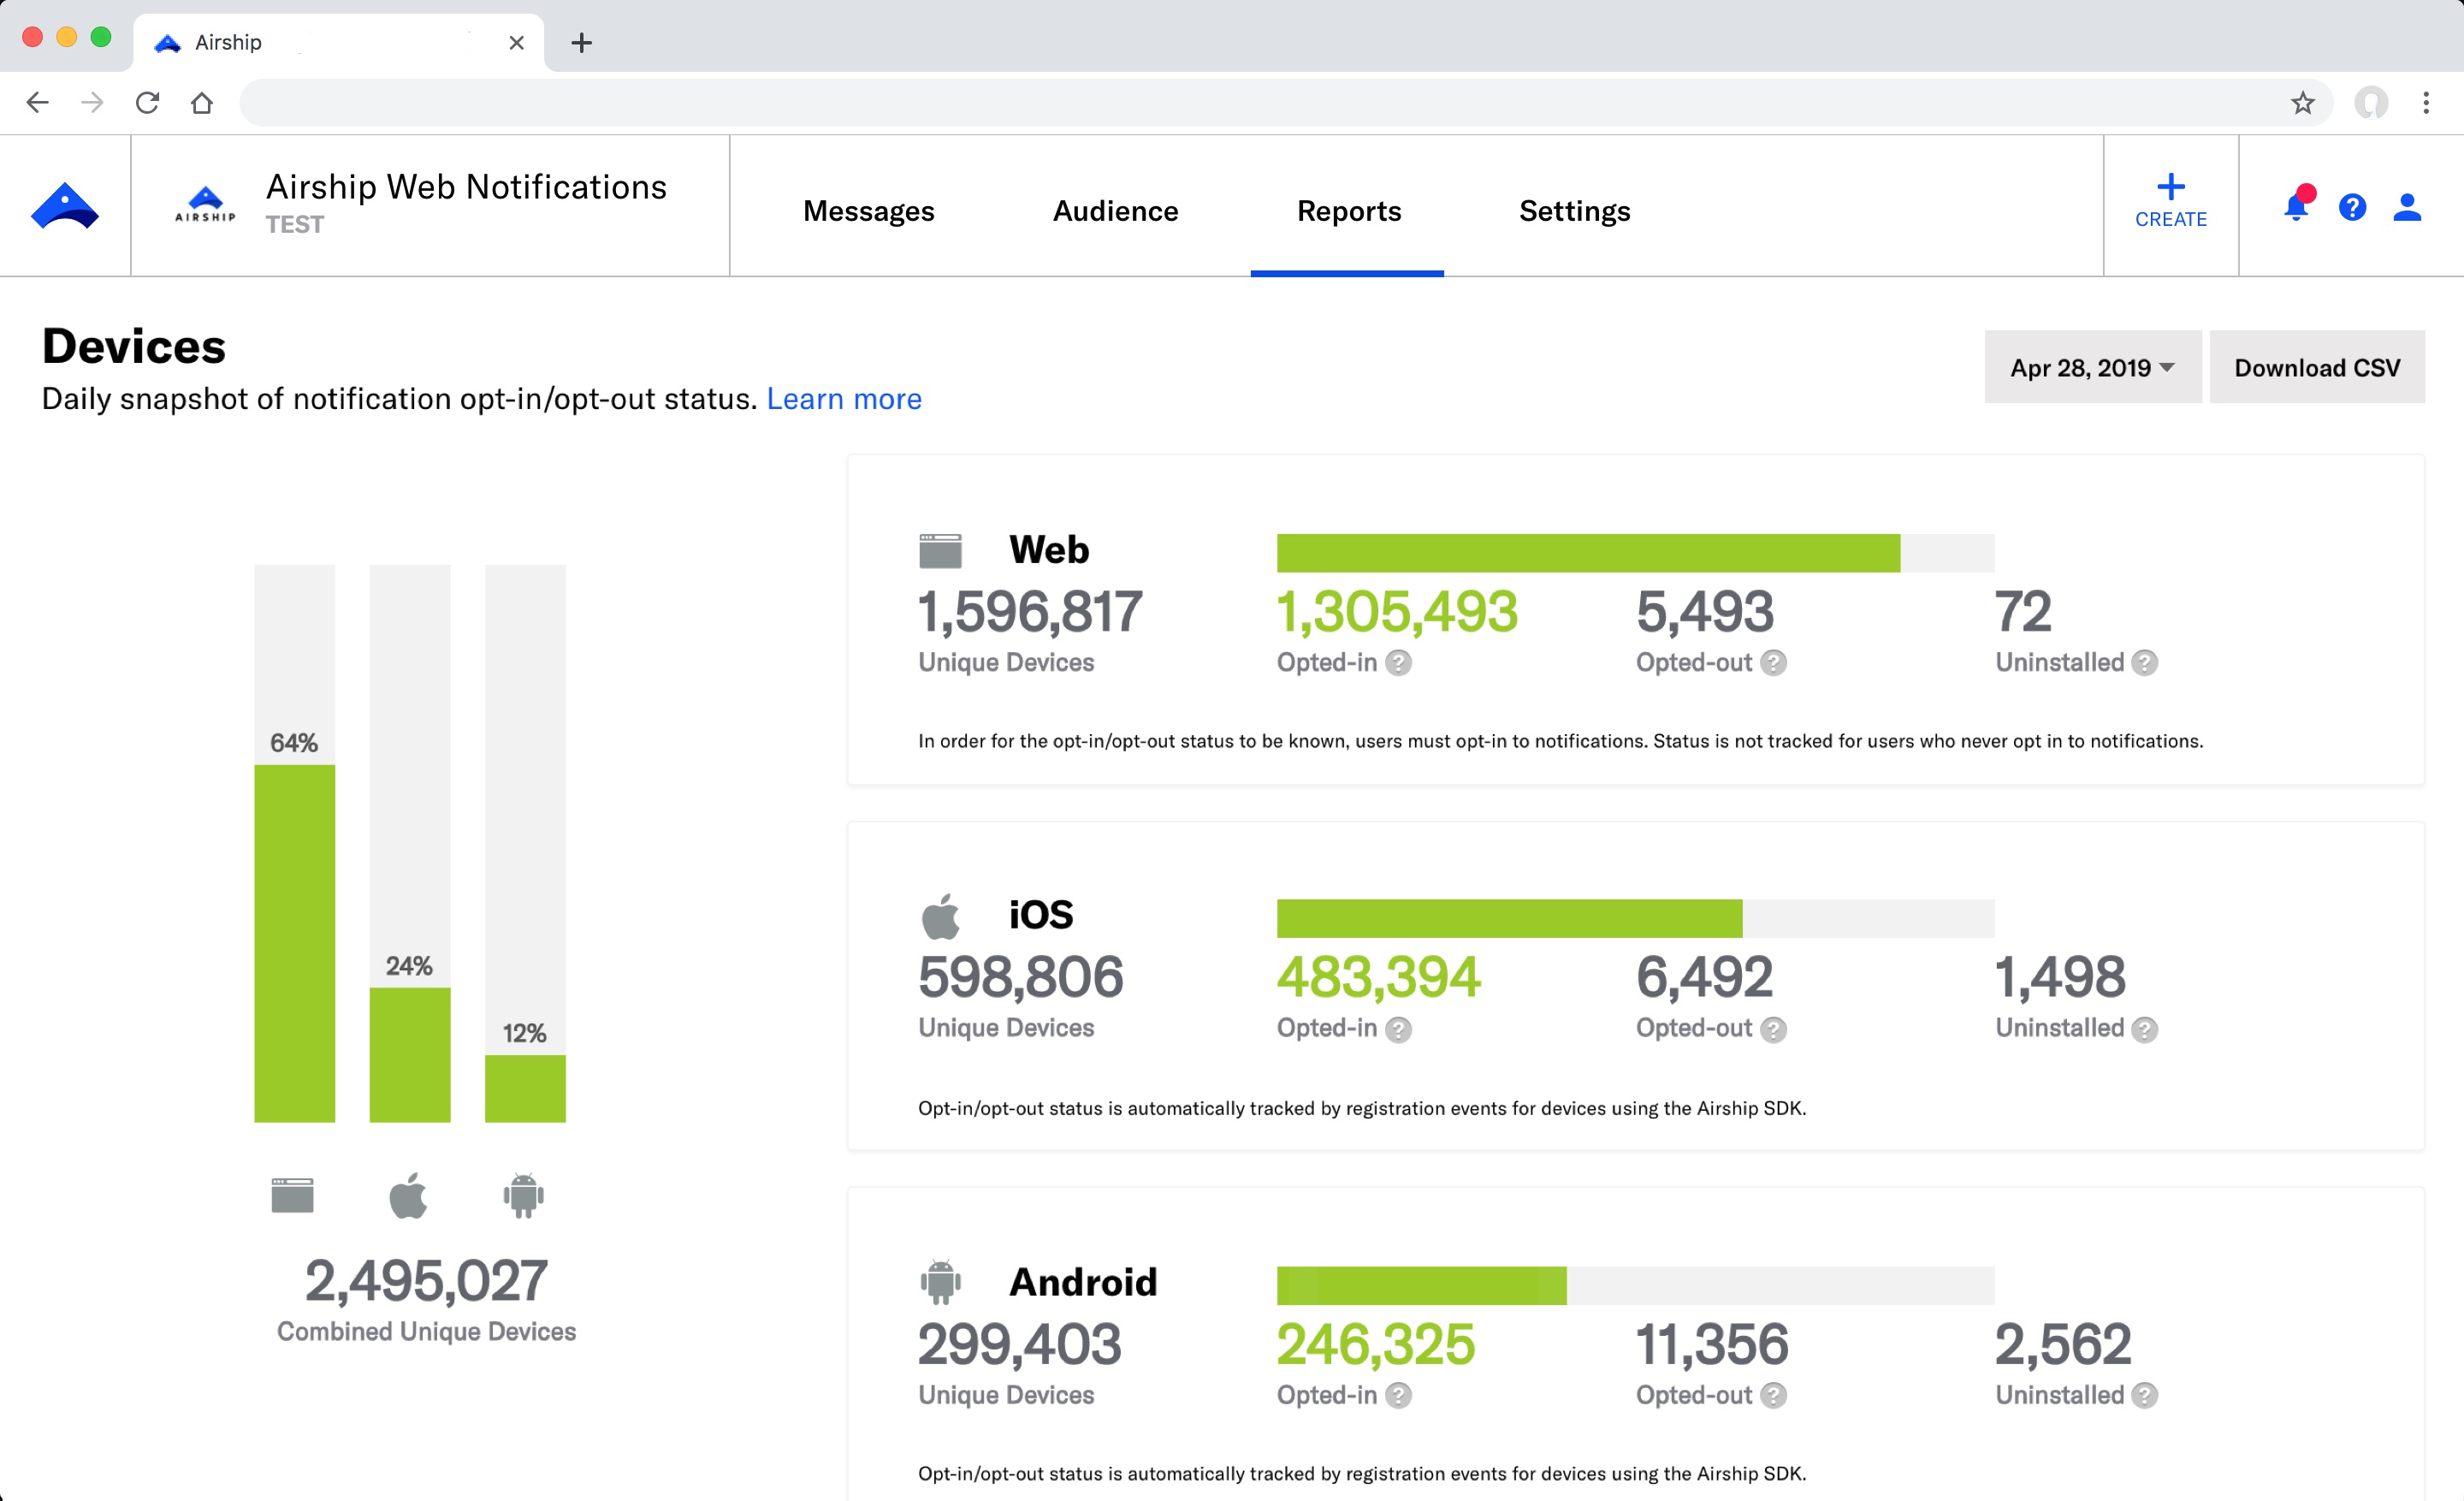 Airship
AIRSHIP
Airship Web Notifications
TEST
Messages
Audience
Reports
Settings
CREATE
Devices
Daily snapshot of notification opt-in/opt-out status. Learn more
Apr 28, 2019
Download CSV
64%
24%
12%
2,495,027
Combined Unique Devices
Web
1,596,817
Unique Devices
1,305,493
Opted-in ?
5,493
Opted-out ?
72
Uninstalled ?
In order for the opt-in/opt-out status to be known, users must opt-in to notifications. Status is not tracked for users who never opt in to notifications.
iOS
598,806
Unique Devices
483,394
Opted-in ?
6,492
Opted-out ?
1,498
Uninstalled ?
Opt-in/opt-out status is automatically tracked by registration events for devices using the Airship SDK.
Android
299,403
Unique Devices
246,325
Opted-in ?
11,356
Opted-out ?
2,562
Uninstalled ?
Opt-in/opt-out status is automatically tracked by registration events for devices using the Airship SDK.